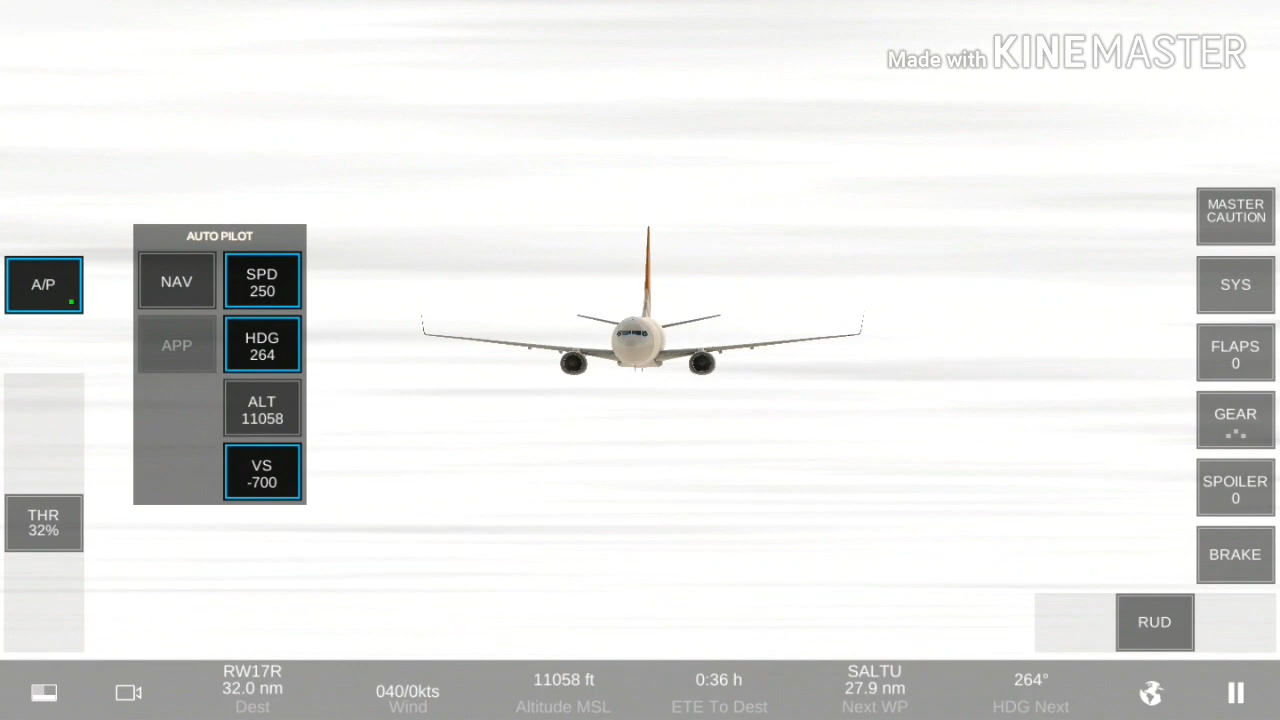 Made with KINEMASTER
MASTER
CAUTION
AUTO PILOT
A/P
NAV
SPD
250
SYS
APP
HDG
264
FLAPS
0
ALT
11058
GEAR
VS
-700
SPOILER
0
THR
32%
BRAKE
RUD
RW17R
32.0 nm
Dest
040/0kts
Wind
11058 ft
Altitude MSL
0:36 h
ETE To Dest
SALTU
27.9 nm
Next WP
264°
HDG Next